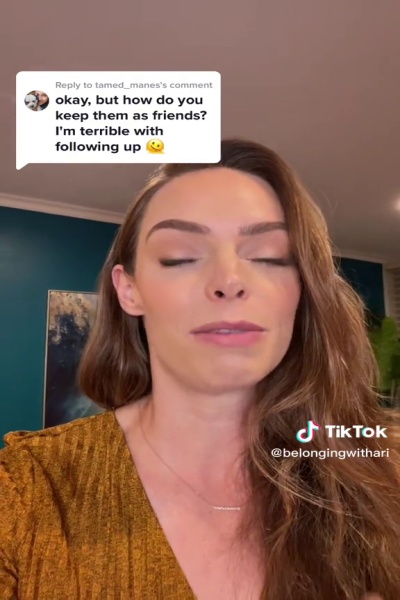 Reply to tamed_manes's comment
okay, but how do you
keep them as friends?
I'm terrible with
following up 🫠
TikTok
@belongingwithari